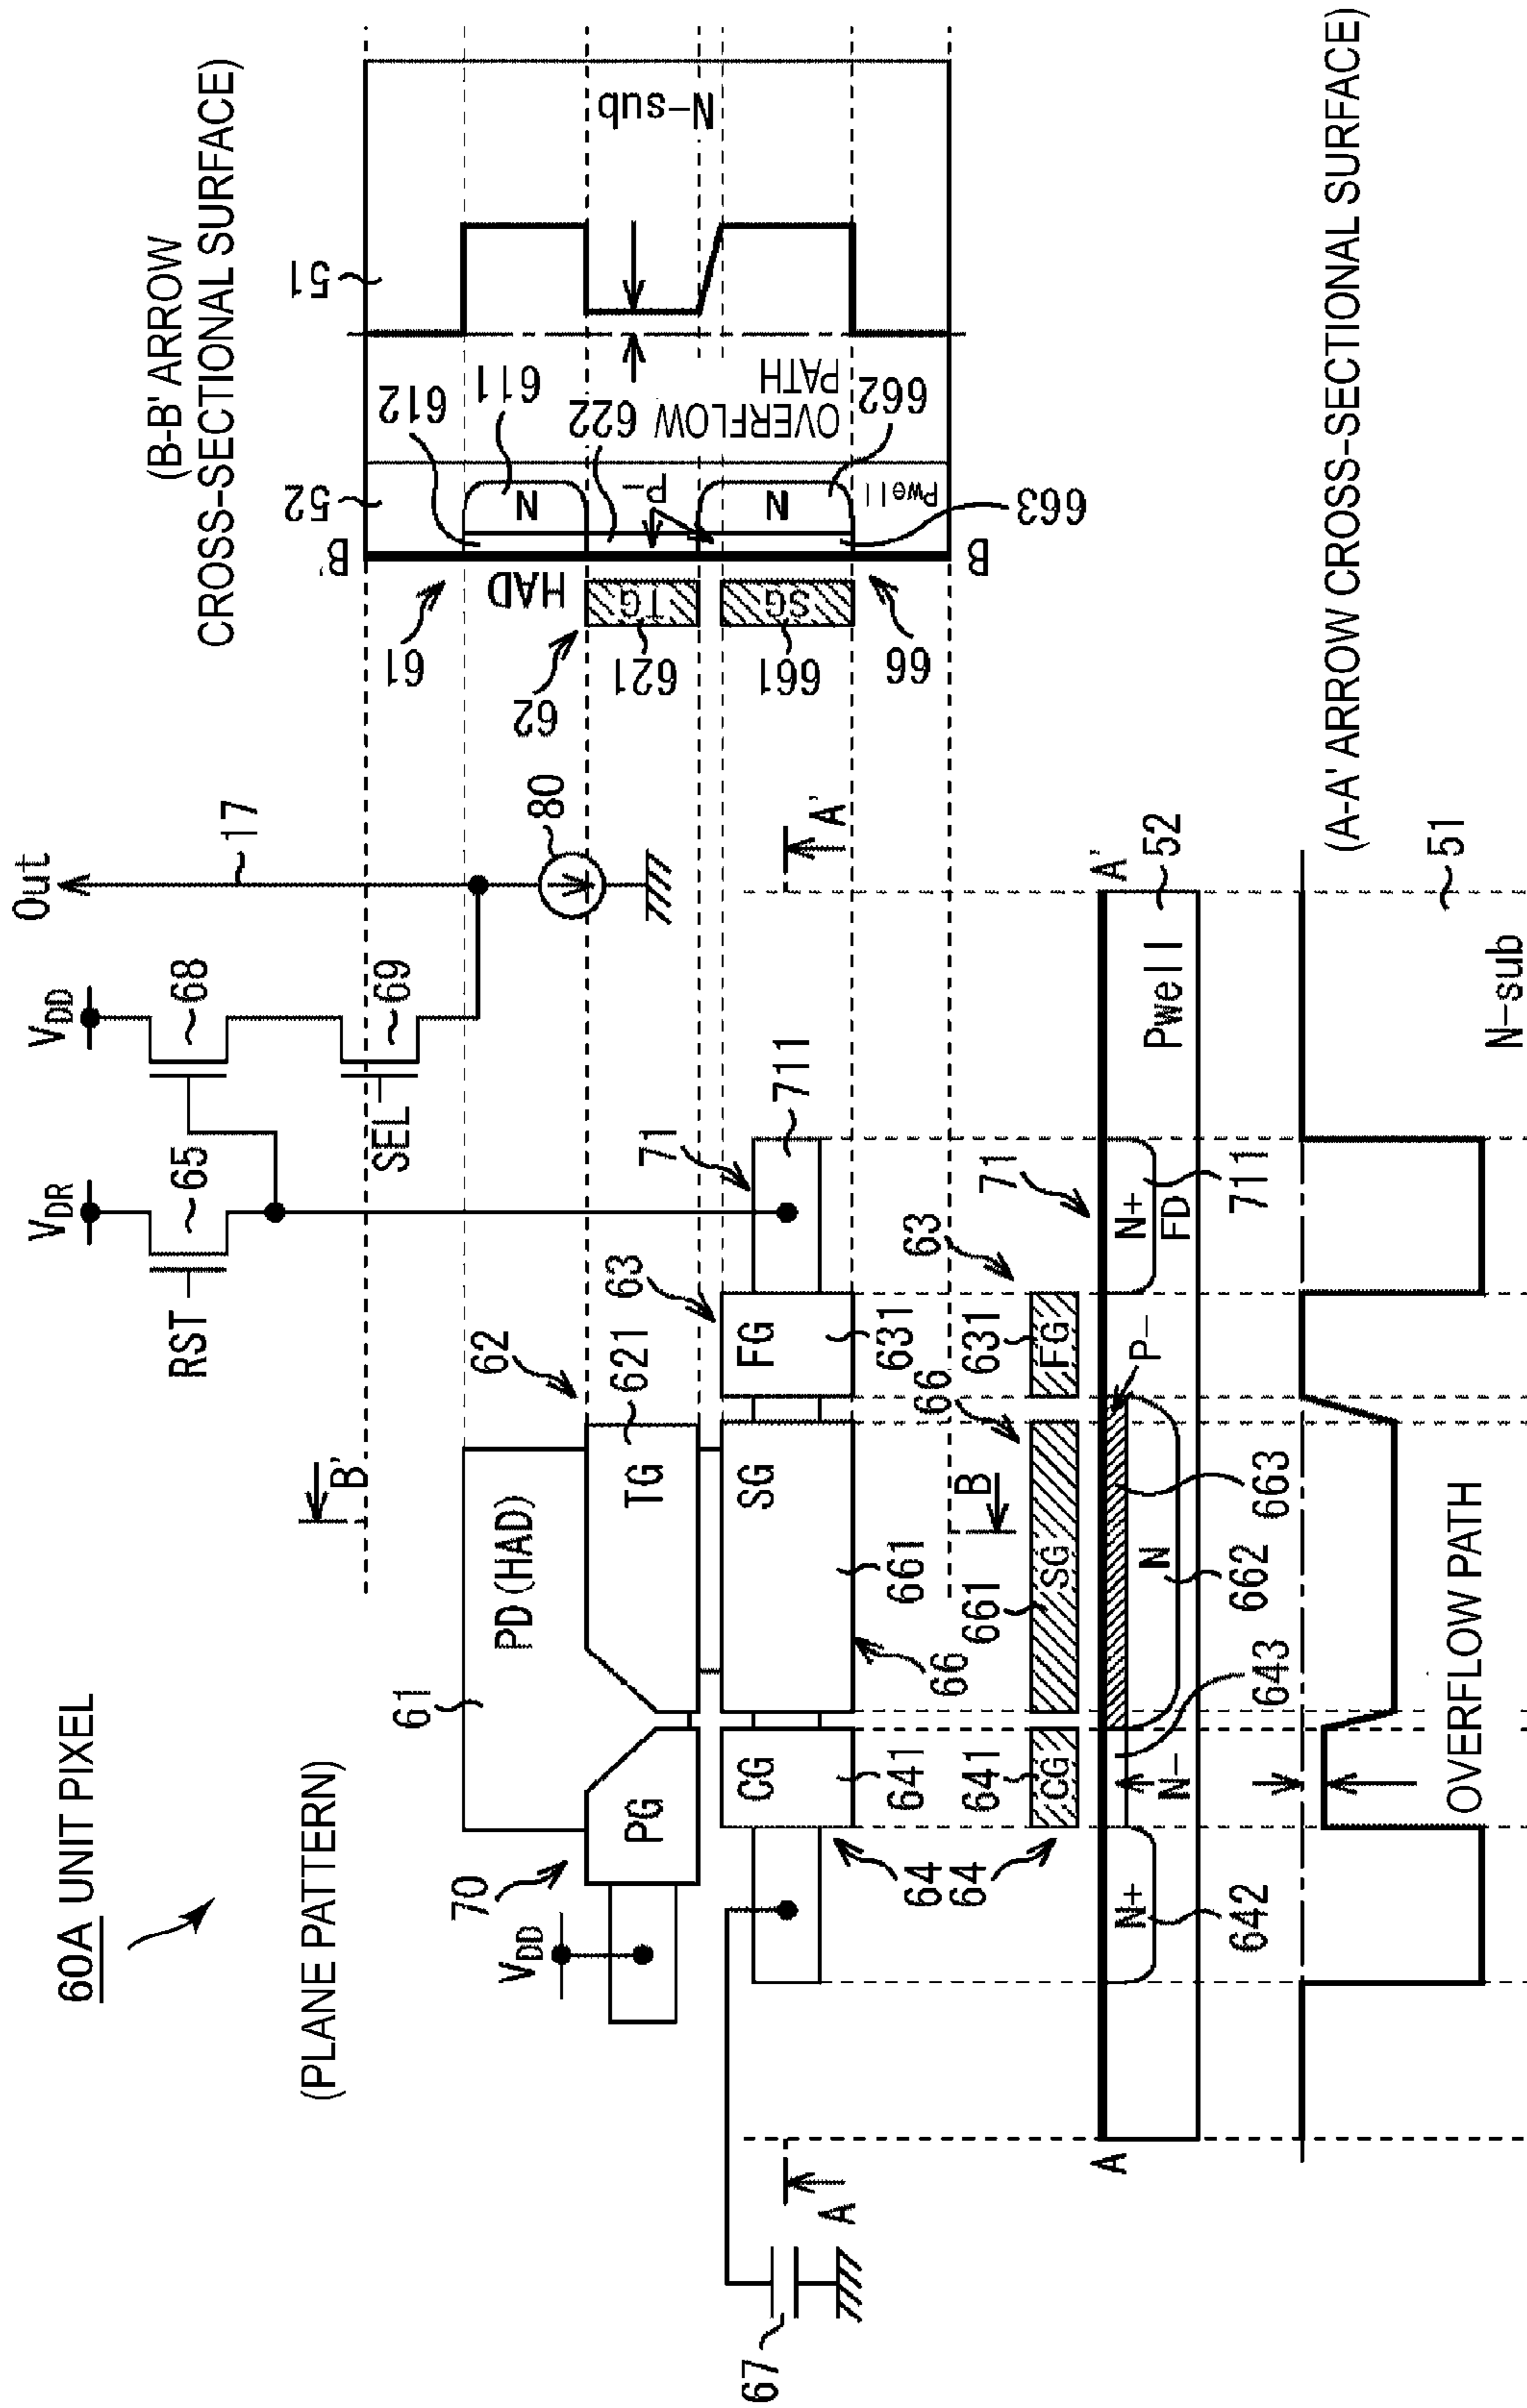 60A UNIT PIXEL
(PLANE PATTERN)
RST
VDR
65
VDD
68
SEL
69
Out
17
80
(B-B' ARROW
CROSS-SECTIONAL SURFACE)
B'
61
PD(HAD)
70
VDD
PG
TG
62
621
CG
SG
FG
63
71
711
A'
A
67
64
641
66
661
631
B
61
62
HAD
TG
621
SG
661
66
B'
B
52
612
611
N
622
P-
N
Pwell
662
663
OVERFLOW
PATH
51
N-sub
64
641
CG
661
SG
66
631
FG
63
71
A
A'
N+
642
N-
643
N
662
663
P-
N+
FD
711
Pwell
52
OVERFLOW PATH
N-sub
51
(A-A' ARROW CROSS-SECTIONAL SURFACE)